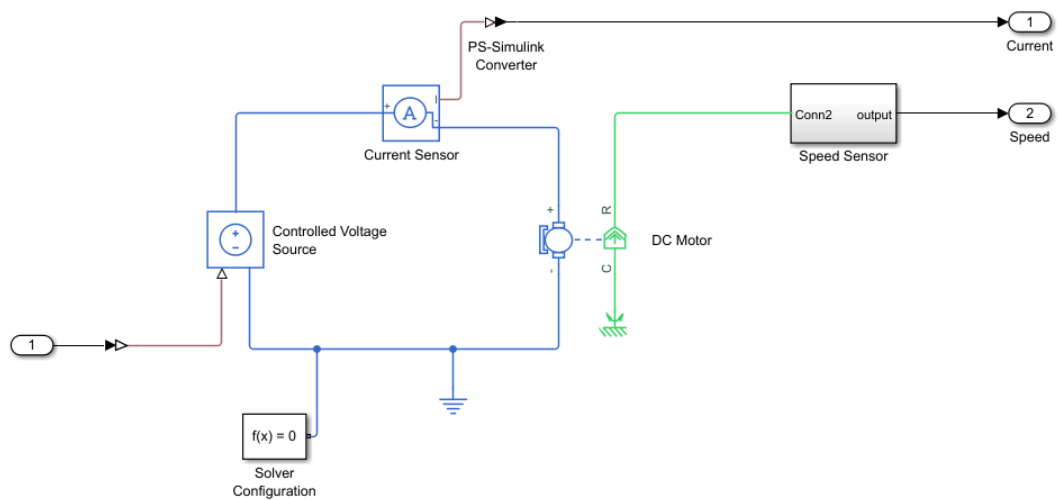 1
Current
PS-Simulink
Converter
+
I
-
A
Current Sensor
Conn2
output
Speed Sensor
2
Speed
+
-
Controlled Voltage
Source
+
-
R
C
DC Motor
1
f(x) = 0
Solver
Configuration